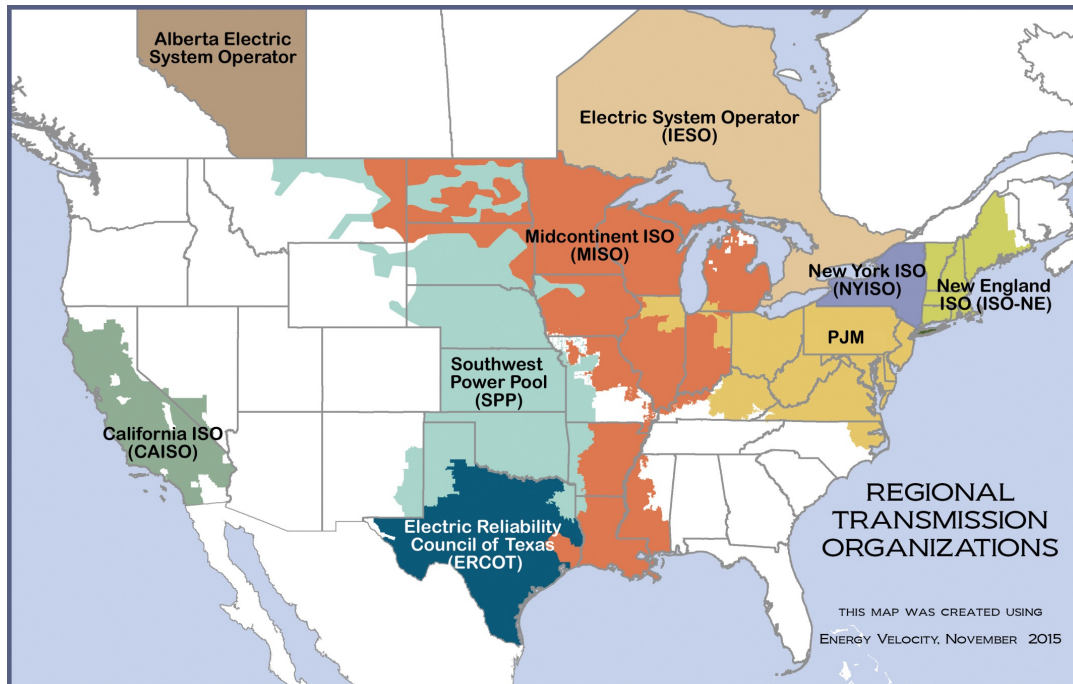 Alberta Electric
System Operator
Electric System Operator
(IESO)
Midcontinent ISO
(MISO)
New York ISO
(NYISO)
New England
ISO (ISO-NE)
PJM
Southwest
Power Pool
(SPP)
California ISO
(CAISO)
Electric Reliability
Council of Texas
(ERCOT)
REGIONAL
TRANSMISSION
ORGANIZATIONS
THIS MAP WAS CREATED USING
ENERGY VELOCITY, NOVEMBER 2015